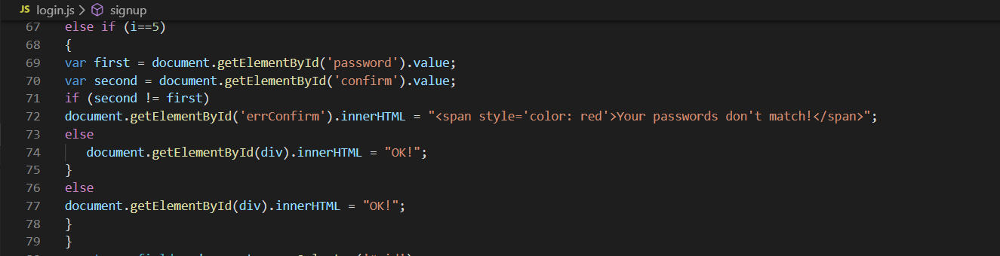 JS login.js > signup
67 else if (i==5)
68 {
69 var first = document.getElementById('password').value;
70 var second = document.getElementById('confirm').value;
71 if (second != first)
72 document.getElementById('errConfirm').innerHTML = "<span style='color: red'>Your passwords don't match!</span>";
73 else
74 document.getElementById(div).innerHTML = "OK!";
75 }
76 else
77 document.getElementById(div).innerHTML = "OK!";
78 }
79 }